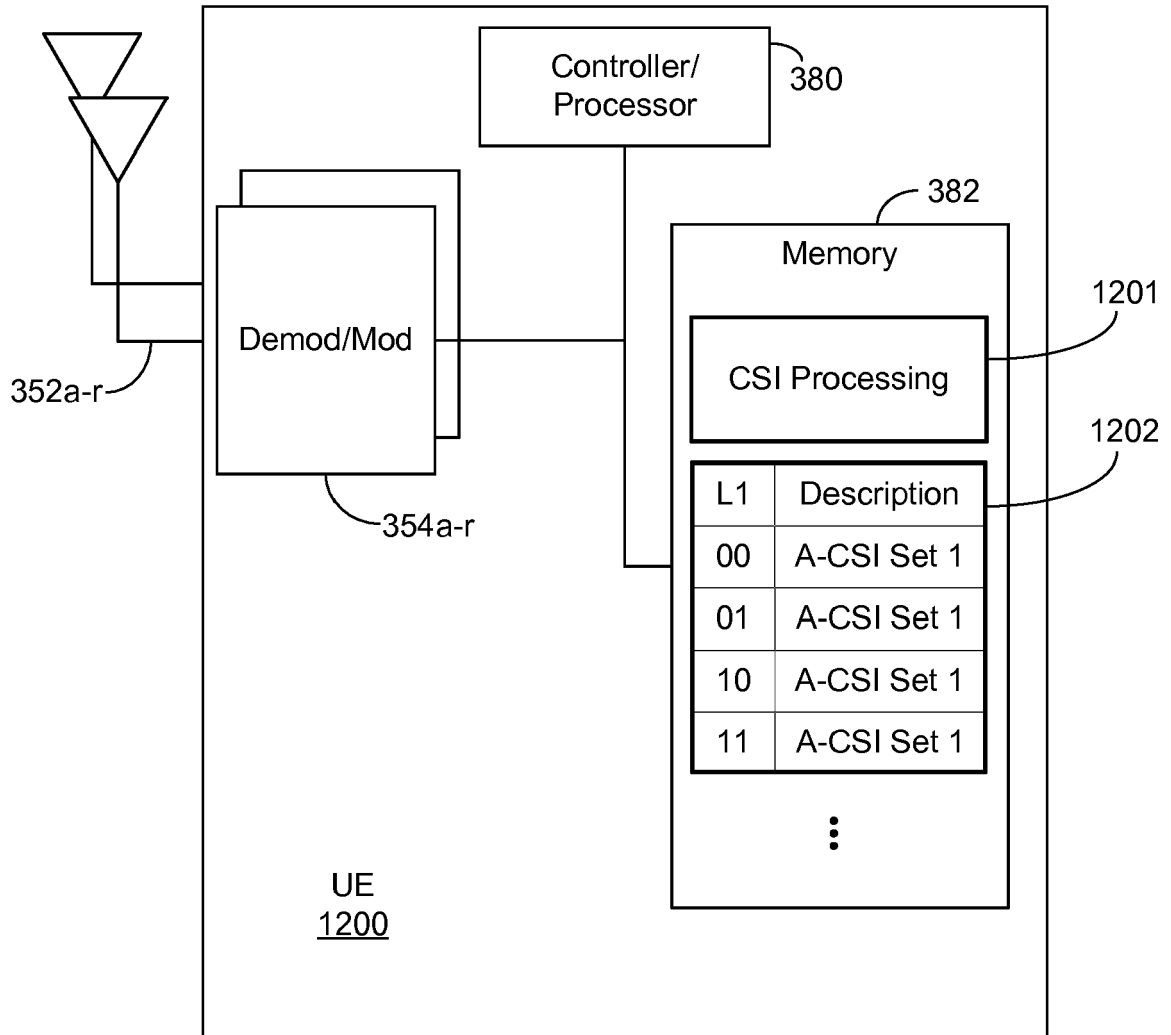 Controller/
Processor
380
382
Memory
1201
CSI Processing
Demod/Mod
352a-r
1202
354a-r
L1 Description
00 A-CSI Set 1
01 A-CSI Set 1
10 A-CSI Set 1
11 A-CSI Set 1
UE
1200